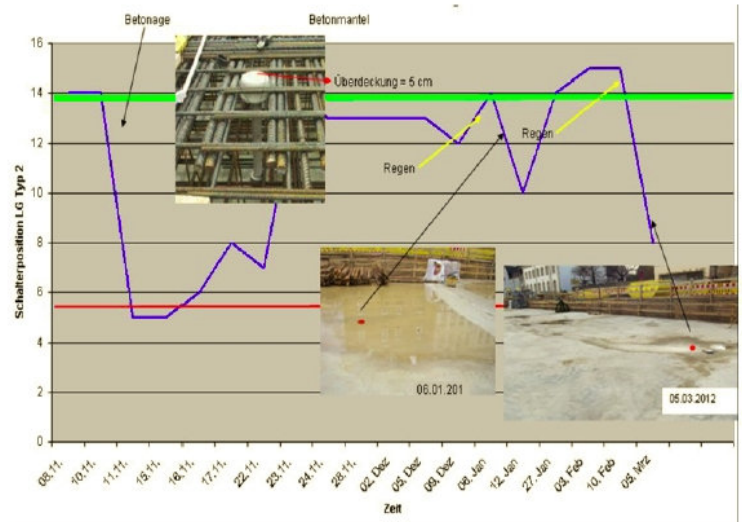 Betonage
Betonmantel
Überdeckung = 5 cm
Regen
Regen
06.01.201
05.03.2012
Schalterposition LG Typ 2
16
14
12
10
8
6
4
2
0
08.11.
10.11.
11.11.
15.11.
16.11.
17.11.
22.11.
23.11.
24.11.
28.11.
02. Dez
05. Dez
09. Dez
06. Jan
12. Jan
27. Jan
03. Feb
10. Feb
05. Mrz
Zeit